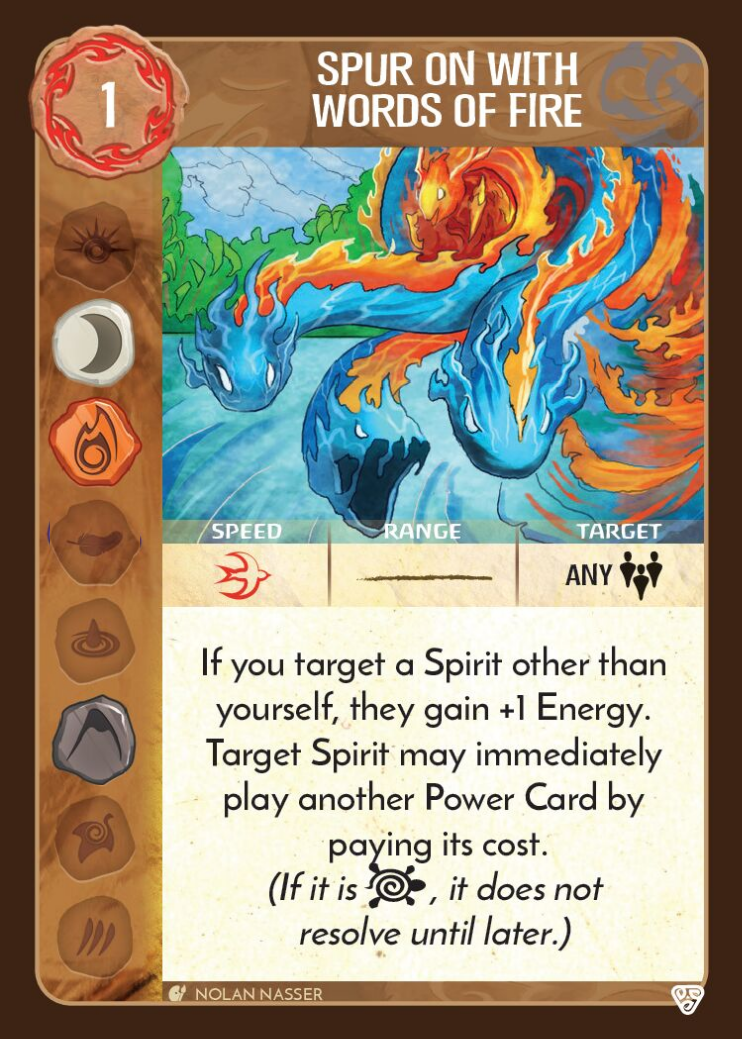 1
SPUR ON WITH
WORDS OF FIRE
SPEED RANGE TARGET
ANY
If you target a Spirit other than
yourself, they gain +1 Energy.
Target Spirit may immediately
play another Power Card by
paying its cost.
(If it is , it does not
resolve until later.)
NOLAN NASSER